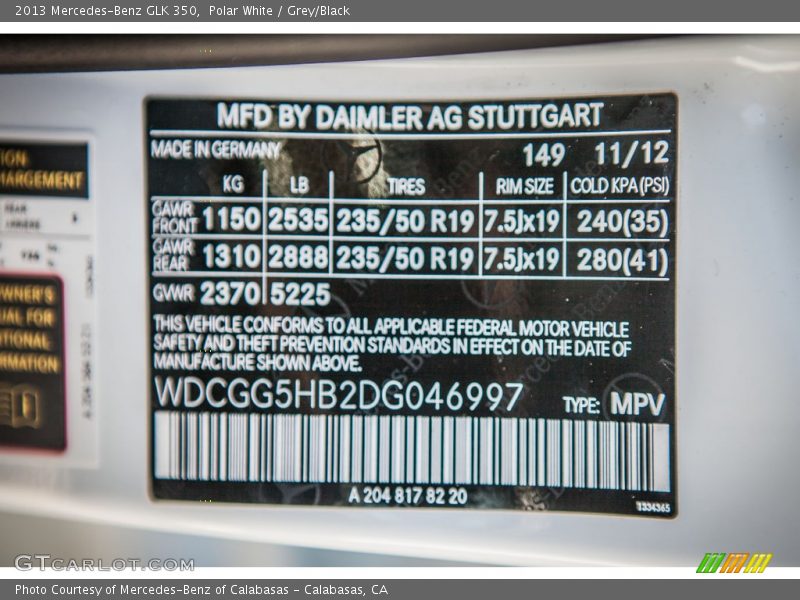 2013 Mercedes-Benz GLK 350,  Polar White / Grey/Black
MFD BY DAIMLER AG STUTTGART
MADE IN GERMANY 149 11/12
KG LB TIRES RIM SIZE COLD KPA(PSI)
GAWR FRONT 1150 2535 235/50 R19 7.5Jx19 240(35)
GAWR REAR 1310 2888 235/50 R19 7.5Jx19 280(41)
GVWR 2370 5225
THIS VEHICLE CONFORMS TO ALL APPLICABLE FEDERAL MOTOR VEHICLE
SAFETY AND THEFT PREVENTION STANDARDS IN EFFECT ON THE DATE OF
MANUFACTURE SHOWN ABOVE.
WDCGG5HB2DG046997 TYPE: MPV
A 204 817 82 20
1334365
GTCARLOT.COM
Photo Courtesy of Mercedes-Benz of Calabasas - Calabasas, CA